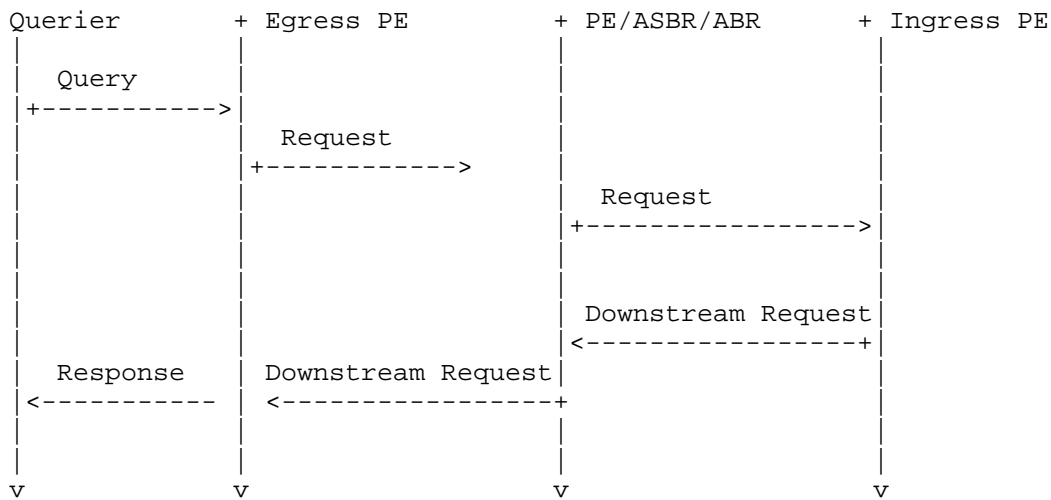 Querier + Egress PE + PE/ASBR/ABR + Ingress PE
Query
Request
Request
Downstream Request
Response Downstream Request
v v v v